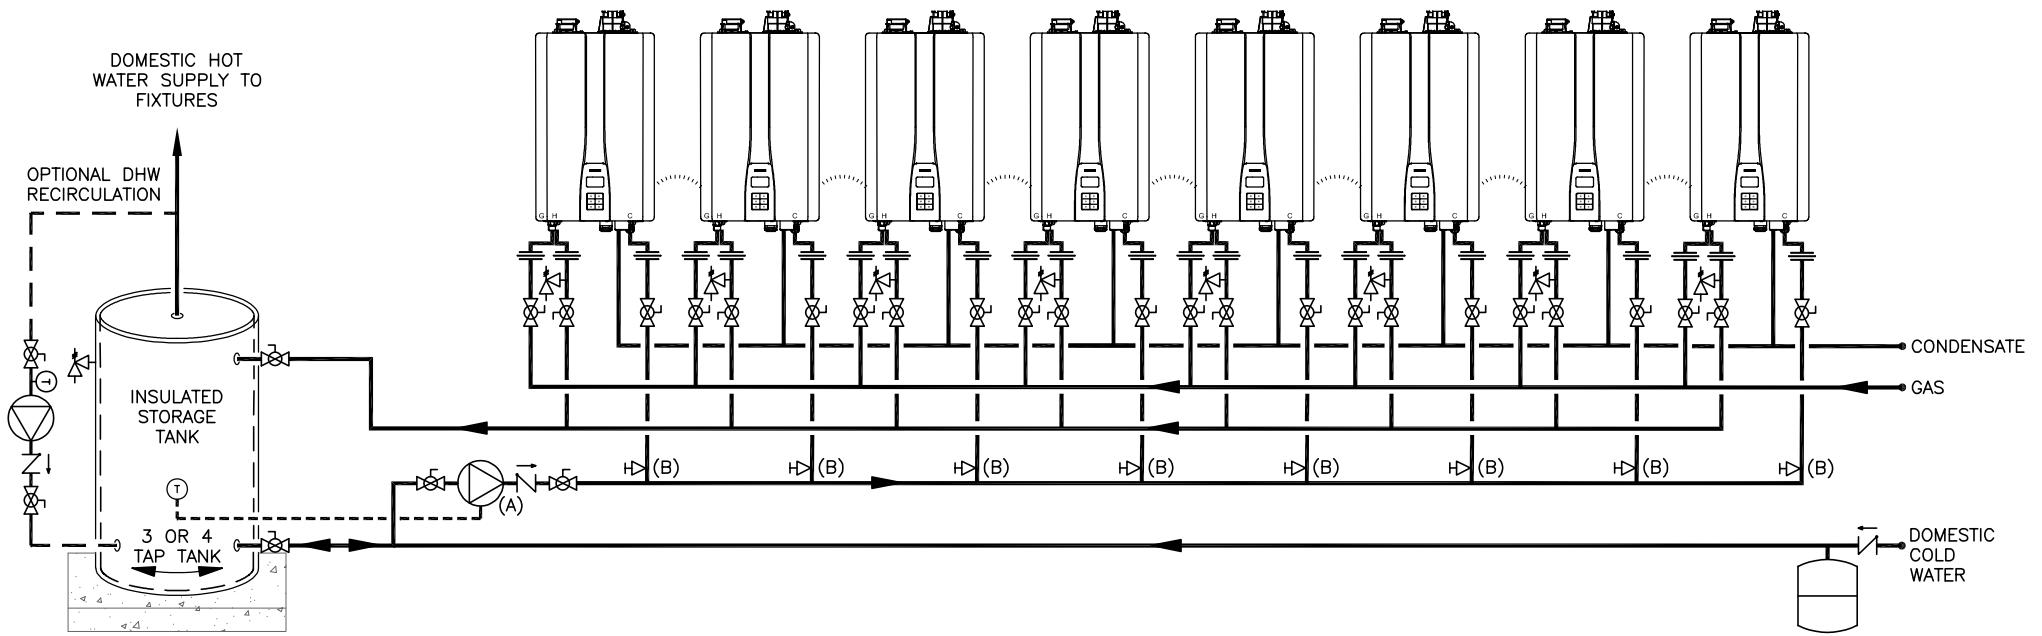 DOMESTIC HOT
WATER SUPPLY TO
FIXTURES
OPTIONAL DHW
RECIRCULATION
G H C
G H C
G H C
G H C
G H C
G H C
G H C
G H C
CONDENSATE
GAS
T
INSULATED
STORAGE
TANK
(B) (B) (B) (B) (B) (B) (B) (B)
T
(A)
3 OR 4
TAP TANK
DOMESTIC
COLD
WATER